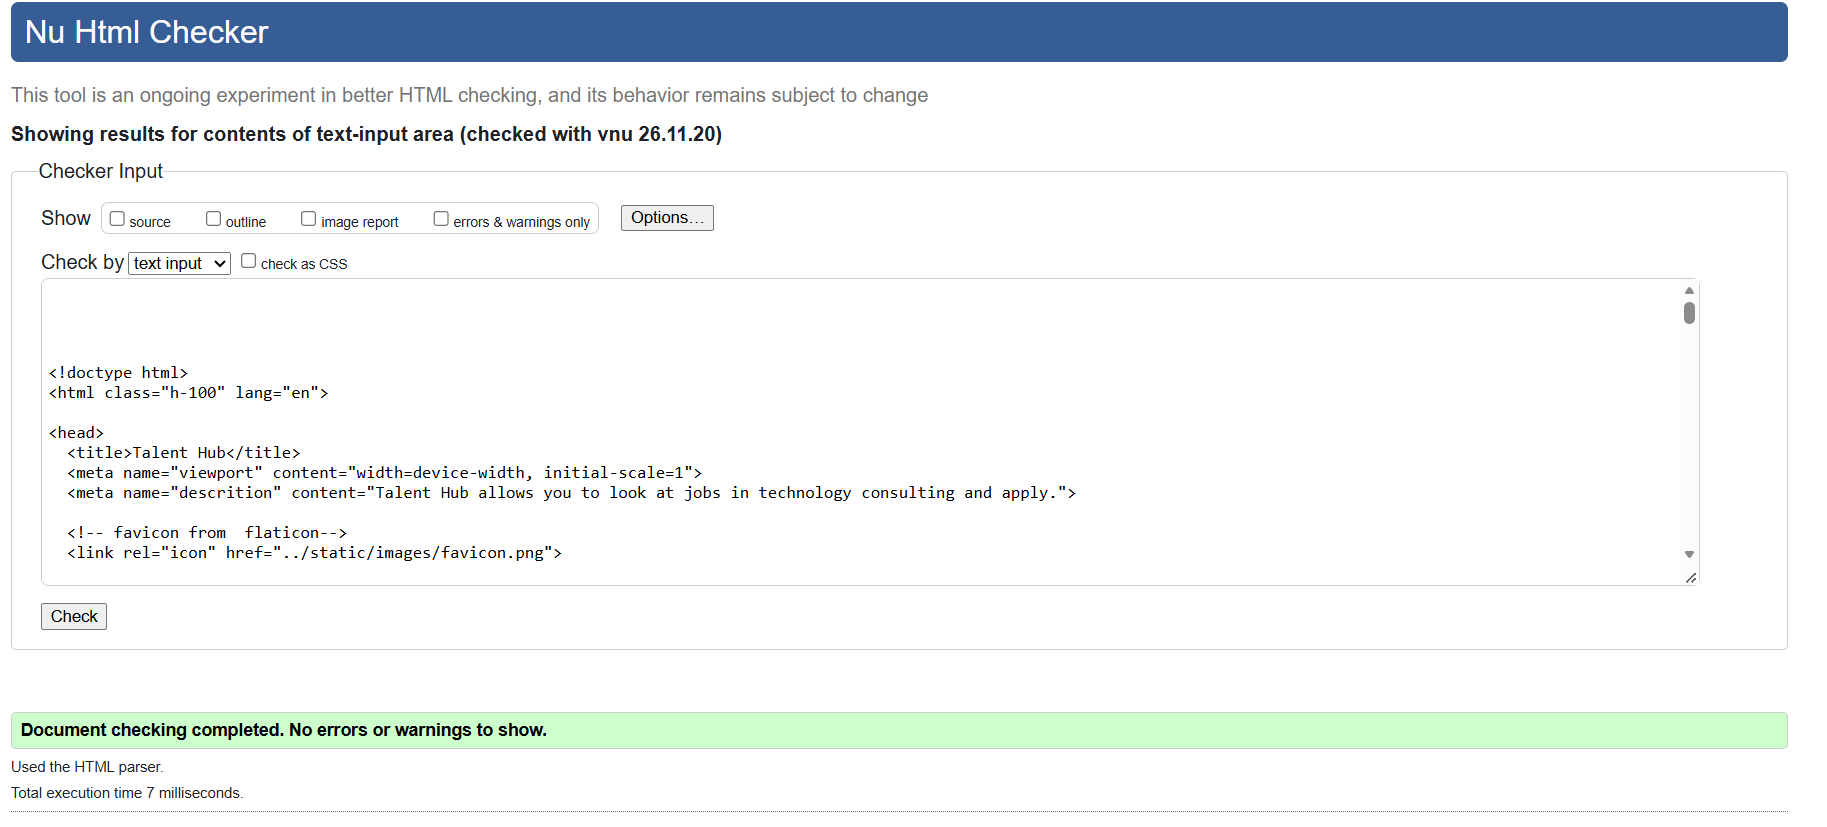 Nu Html Checker
This tool is an ongoing experiment in better HTML checking, and its behavior remains subject to change
Showing results for contents of text-input area (checked with vnu 26.11.20)
Checker Input
Show source outline image report errors & warnings only Options…
Check by text input check as CSS
<!doctype html>
<html class="h-100" lang="en">
<head>
<title>Talent Hub</title>
<meta name="viewport" content="width=device-width, initial-scale=1">
<meta name="descrition" content="Talent Hub allows you to look at jobs in technology consulting and apply.">
<!-- favicon from  flaticon-->
<link rel="icon" href="../static/images/favicon.png">
Check
Document checking completed. No errors or warnings to show.
Used the HTML parser.
Total execution time 7 milliseconds.